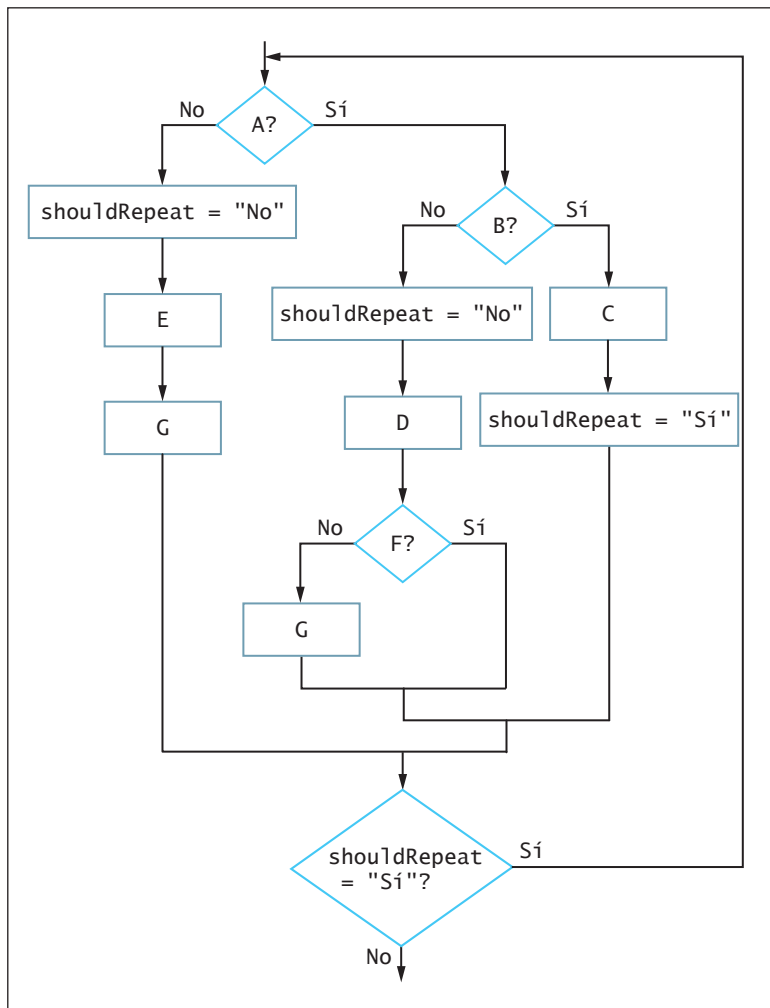 No
Sí
A?
shouldRepeat = "No"
No
Sí
B?
E
shouldRepeat = "No"
C
G
D
shouldRepeat = "Sí"
No
Sí
F?
G
shouldRepeat
= "Sí"?
Sí
No